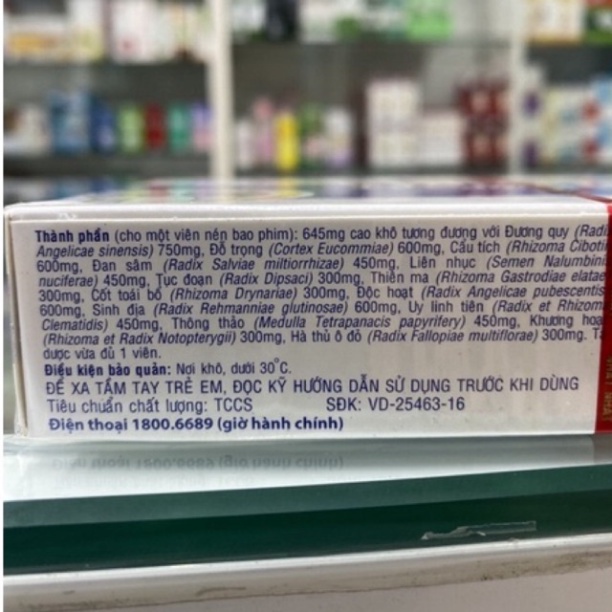 Thành phần (cho một viên nén bao phim): 645mg cao khô tương đương với Đương quy (Radi
Angelicae sinensis) 750mg, Đỗ trọng (Cortex Eucommiae) 600mg, Cẩu tích (Rhizoma Cibotii
600mg, Đan sâm (Radix Salviae miltiorrhizae) 450mg, Liên nhục (Semen Nalumbini
nuciferae) 450mg, Tục đoạn (Radix Dipsaci) 300mg, Thiên ma (Rhizoma Gastrodiae elatae
300mg, Cốt toái bổ (Rhizoma Drynariae) 300mg, Độc hoạt (Radix Angelicae pubescentis
600mg, Sinh địa (Radix Rehmanniae glutinosae) 600mg, Uy linh tiên (Radix et Rhizoma
Clematidis) 450mg, Thông thảo (Medulla Tetrapanacis papyrifery) 450mg, Khương hoạ
(Rhizoma et Radix Notopterygii) 300mg, Hà thủ ô đỏ (Radix Fallopiae multiflorae) 300mg. Tá
dược vừa đủ 1 viên.
Điều kiện bảo quản: Nơi khô, dưới 30°C.
ĐỂ XA TẦM TAY TRẺ EM, ĐỌC KỸ HƯỚNG DẪN SỬ DỤNG TRƯỚC KHI DÙNG
Tiêu chuẩn chất lượng: TCCS SĐK: VD-25463-16
Điện thoại 1800.6689 (giờ hành chính)